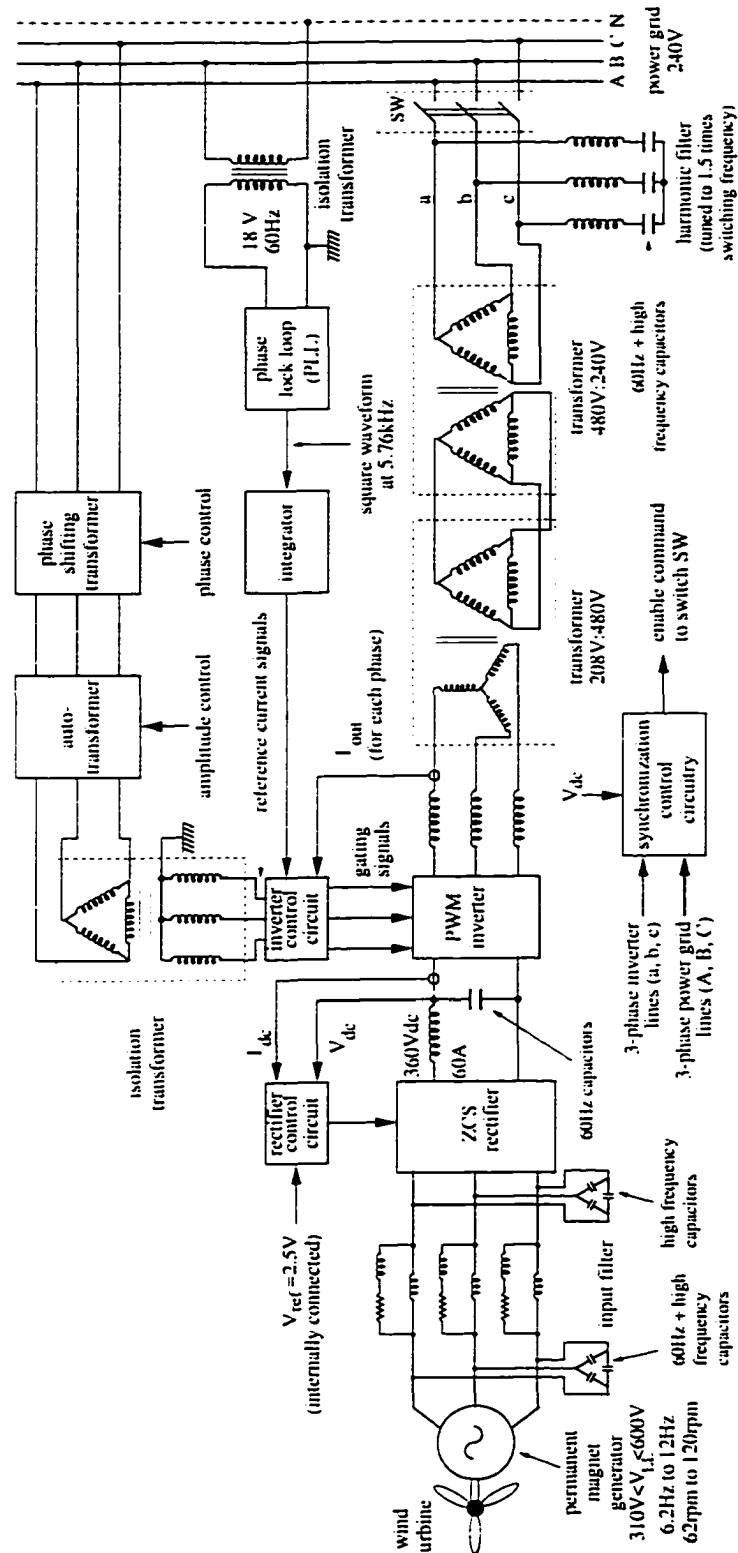 A B C N
power grid
240V
SW
a
b
c
harmonic filter
(tuned to 1.5 times
switching frequency)
isolation
transformer
18 V
60Hz
phase
lock loop
(PLL)
square waveform
at 5.76kHz
integrator
phase
shifting
transformer
phase control
auto-
transformer
amplitude control
reference current signals
I out
(for each phase)
gating
signals
inverter
control
circuit
PWM
inverter
transformer
480V:240V
60Hz + high
frequency capacitors
transformer
208V:480V
enable command
to switch SW
V dc
synchronization
control
circuitry
3-phase inverter
lines (a, b, c)
3-phase power grid
lines (A, B, C)
isolation
transformer
I dc
V dc
360Vdc
60A
60Hz capacitors
rectifier
control
circuit
ZCS
rectifier
V ref = 2.5V
(internally connected)
high frequency
capacitors
input filter
60Hz + high
frequency
capacitors
wind
turbine
permanent
magnet
generator
310V<V L-L <600V
6.2Hz to 12Hz
62rpm to 120rpm